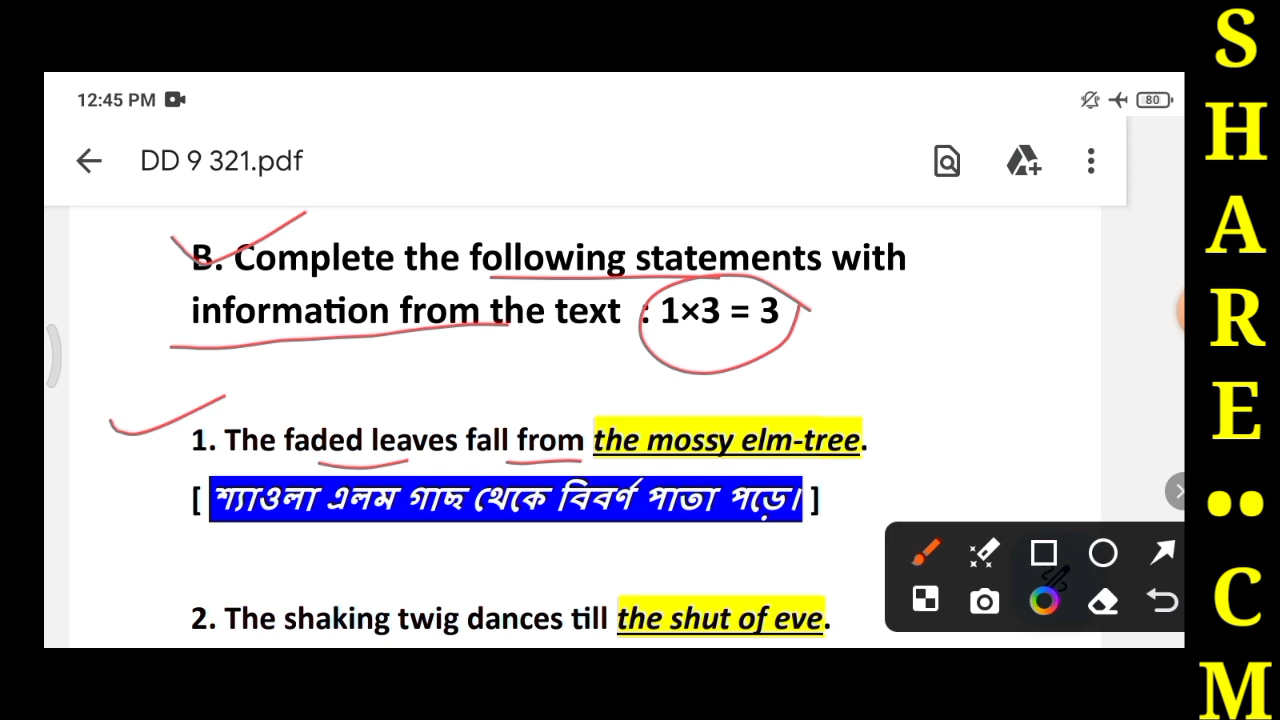 12:45 PM
80
DD 9 321.pdf
B. Complete the following statements with
information from the text : 1×3 = 3
1. The faded leaves fall from the mossy elm-tree.
[ শ্যাওলা এলম গাছ থেকে বিবর্ণ পাতা পড়ে। ]
2. The shaking twig dances till the shut of eve.
SHARE••CM